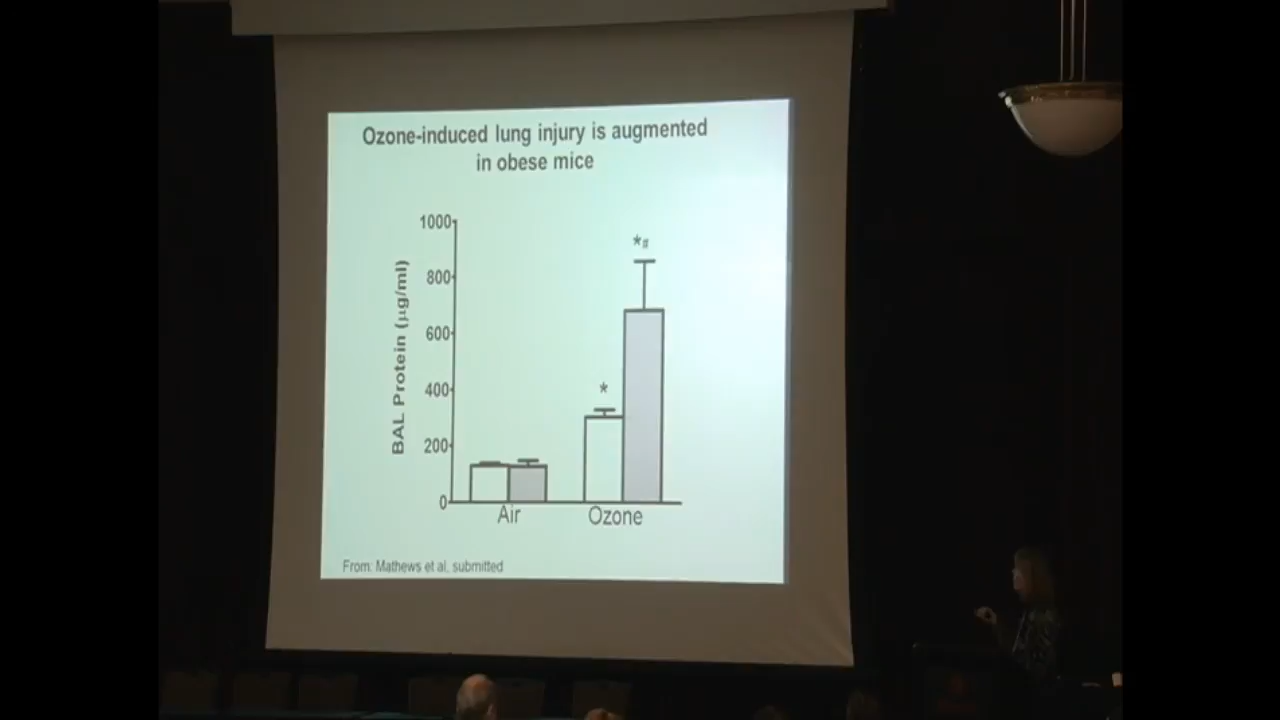 Ozone-induced lung injury is augmented
in obese mice
1000
800
600
400
200
0
BAL Protein (µg/ml)
*
*#
Air
Ozone
From: Mathews et al, submitted